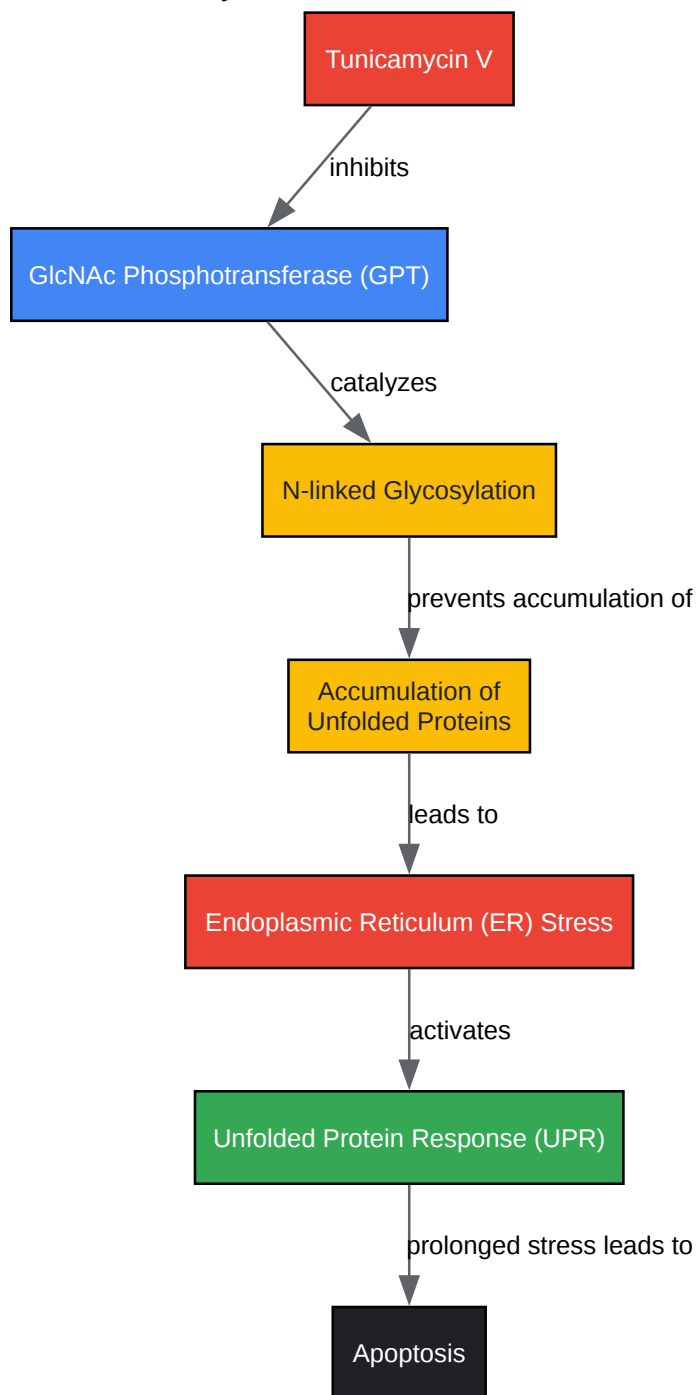 Tunicamycin V
inhibits
GlcNAc Phosphotransferase (GPT)
catalyzes
N-linked Glycosylation
prevents accumulation of
Accumulation of
Unfolded Proteins
leads to
Endoplasmic Reticulum (ER) Stress
activates
Unfolded Protein Response (UPR)
prolonged stress leads to
Apoptosis